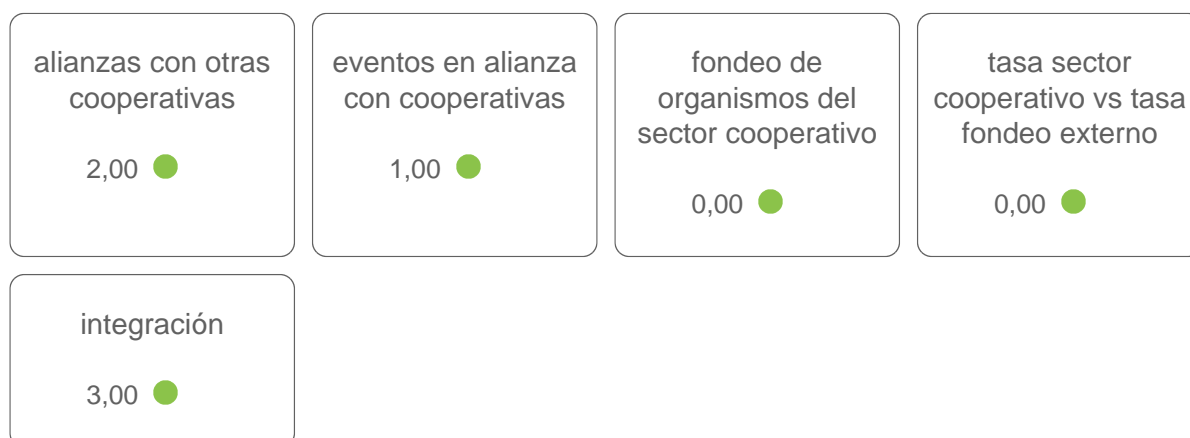 alianzas con otras
cooperativas
2,00
eventos en alianza
con cooperativas
1,00
fondeo de
organismos del
sector cooperativo
0,00
tasa sector
cooperativo vs tasa
fondeo externo
0,00
integración
3,00